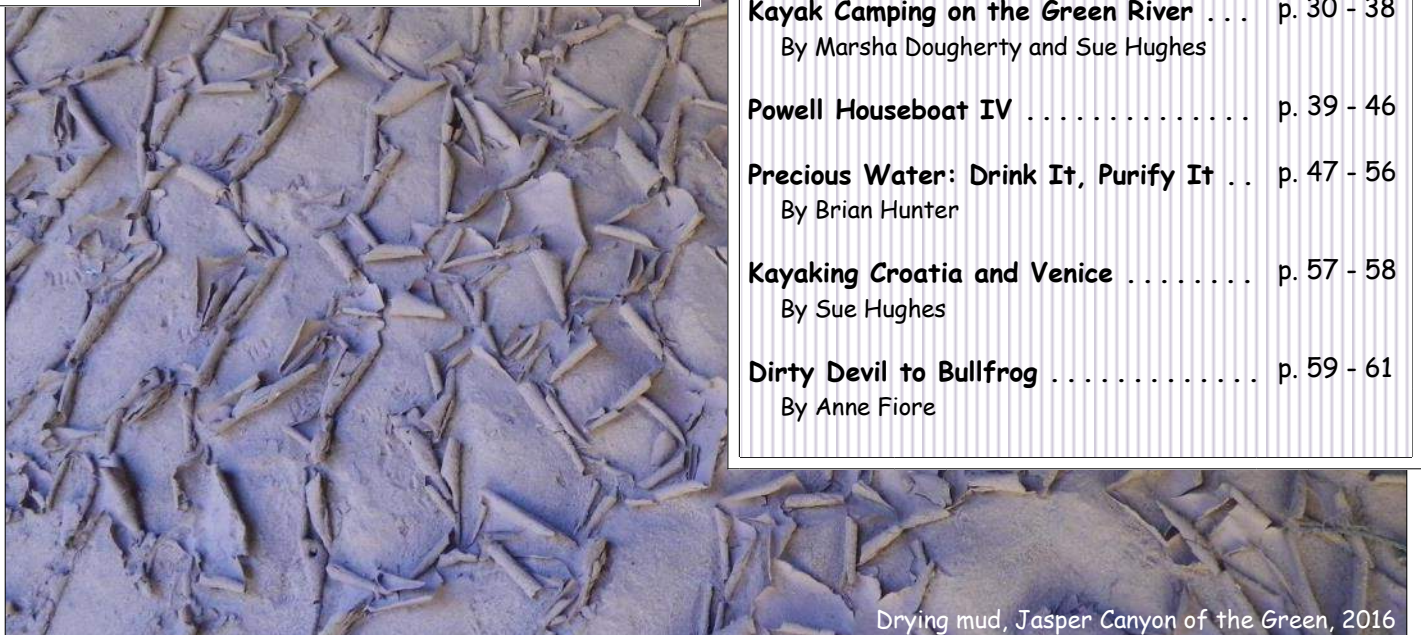 Kayak Camping on the Green River . . . p. 30 - 38
By Marsha Dougherty and Sue Hughes
Powell Houseboat IV . . . . . . . . . . . . . . p. 39 - 46
Precious Water: Drink It, Purify It . . p. 47 - 56
By Brian Hunter
Kayaking Croatia and Venice . . . . . . . . p. 57 - 58
By Sue Hughes
Dirty Devil to Bullfrog . . . . . . . . . . . . . p. 59 - 61
By Anne Fiore
Drying mud, Jasper Canyon of the Green, 2016